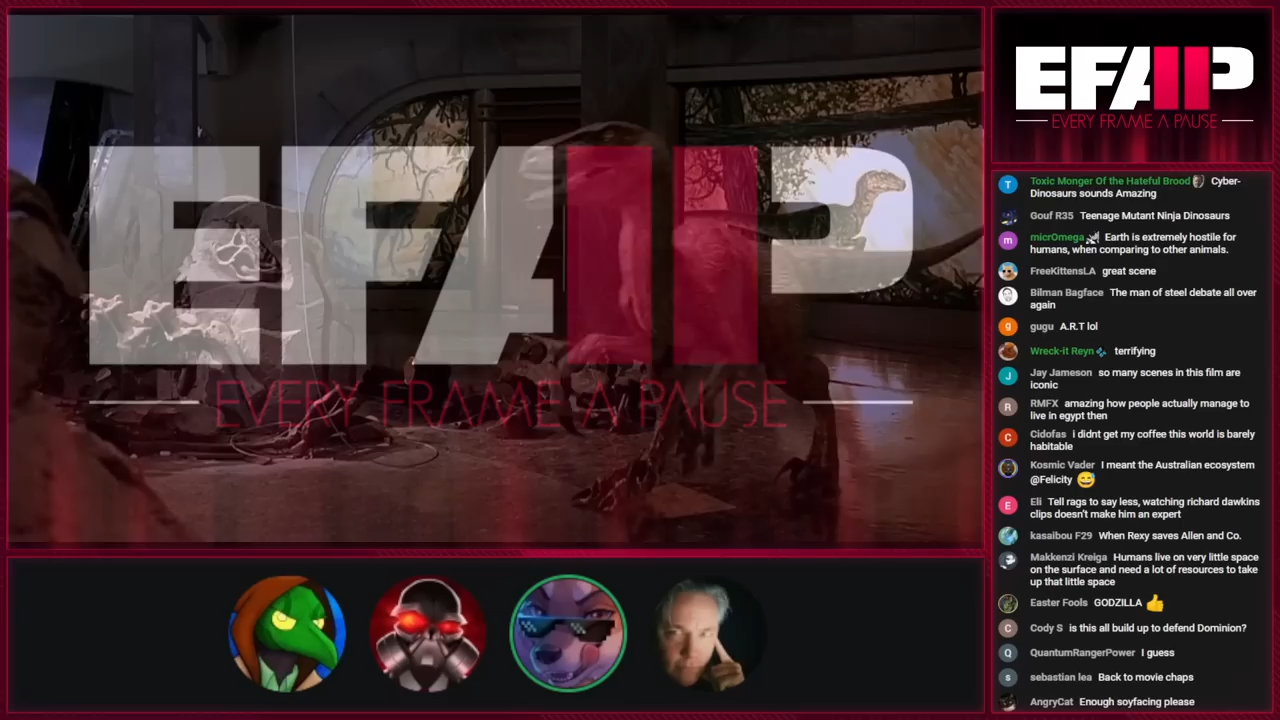 EFAP
EVERY FRAME A PAUSE
EFAP
EVERY FRAME A PAUSE
T Toxic Monger Of the Hateful Brood Cyber-
Dinosaurs sounds Amazing
Gouf R35 Teenage Mutant Ninja Dinosaurs
m micrOmega Earth is extremely hostile for
humans, when comparing to other animals.
FreeKittensLA great scene
Bilman Bagface The man of steel debate all over
again
g gugu A.R.T lol
Wreck-it Reyn terrifying
J Jay Jameson so many scenes in this film are
iconic
R RMFX amazing how people actually manage to
live in egypt then
C Cidofas i didnt get my coffee this world is barely
habitable
Kosmic Vader I meant the Australian ecosystem
@Felicity 😅
E Eli Tell rags to say less, watching richard dawkins
clips doesn't make him an expert
kasaibou F29 When Rexy saves Allen and Co.
Makkenzi Kreiga Humans live on very little space
on the surface and need a lot of resources to take
up that little space
Easter Fools GODZILLA 👍
C Cody S is this all build up to defend Dominion?
Q QuantumRangerPower I guess
s sebastian lea Back to movie chaps
AngryCat Enough soyfacing please